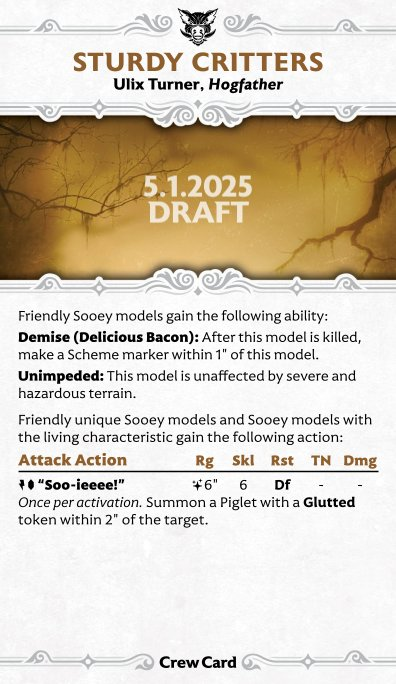 STURDY CRITTERS
Ulix Turner, Hogfather
5.1.2025
DRAFT
Friendly Sooey models gain the following ability:
Demise (Delicious Bacon): After this model is killed,
make a Scheme marker within 1" of this model.
Unimpeded: This model is unaffected by severe and
hazardous terrain.
Friendly unique Sooey models and Sooey models with
the living characteristic gain the following action:
Attack Action Rg Skl Rst TN Dmg
“Soo-ieeee!” 6" 6 Df - -
Once per activation. Summon a Piglet with a Glutted
token within 2" of the target.
Crew Card